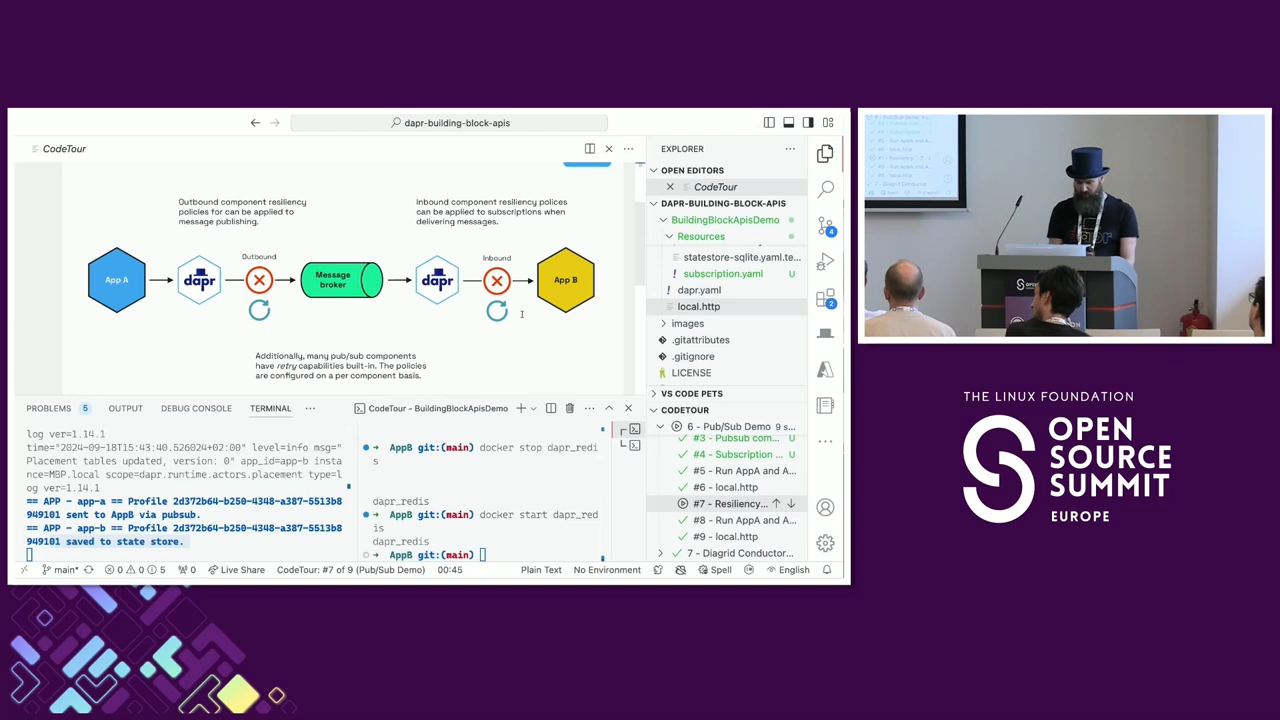 dapr-building-block-apis
CodeTour
Outbound component resiliency
policies for can be applied to
message publishing.
Inbound component resiliency polices
can be applied to subscriptions when
delivering messages.
App A
dapr
Outbound
Message
broker
dapr
Inbound
App B
Additionally, many pub/sub components
have retry capabilities built-in. The policies
are configured on a per component basis.
EXPLORER
OPEN EDITORS
CodeTour
DAPR-BUILDING-BLOCK-APIS
BuildingBlockApisDemo
Resources
statestore-sqlite.yaml.te...
subscription.yaml U
dapr.yaml
local.http
images
.gitattributes
.gitignore
LICENSE
VS CODE PETS
CODETOUR
6 - Pub/Sub Demo 9 s...
#3 - Pubsub com... U
#4 - Subscription ... U
#5 - Run AppA and A...
#6 - local.http
#7 - Resiliency...
#8 - Run AppA and A...
#9 - local.http
7 - Diagrid Conductor...
4
2
PROBLEMS 5 OUTPUT DEBUG CONSOLE TERMINAL
CodeTour - BuildingBlockApisDemo
log ver=1.14.1
time="2024-09-18T15:43:40.526024+02:00" level=info msg="
Placement tables updated, version: 0" app_id=app-b insta
nce=MBP.local scope=dapr.runtime.actors.placement type=l
og ver=1.14.1
== APP - app-a == Profile 2d372b64-b250-4348-a387-5513b8
949101 sent to AppB via pubsub.
== APP - app-b == Profile 2d372b64-b250-4348-a387-5513b8
949101 saved to state store.
AppB git:(main) docker stop dapr_redi
s
dapr_redis
AppB git:(main) docker start dapr_red
is
dapr_redis
AppB git:(main)
main* 0 0 5 0 Live Share CodeTour: #7 of 9 (Pub/Sub Demo) 00:45 Plain Text No Environment Spell English
THE LINUX FOUNDATION
OPEN
SOURCE
SUMMIT
EUROPE